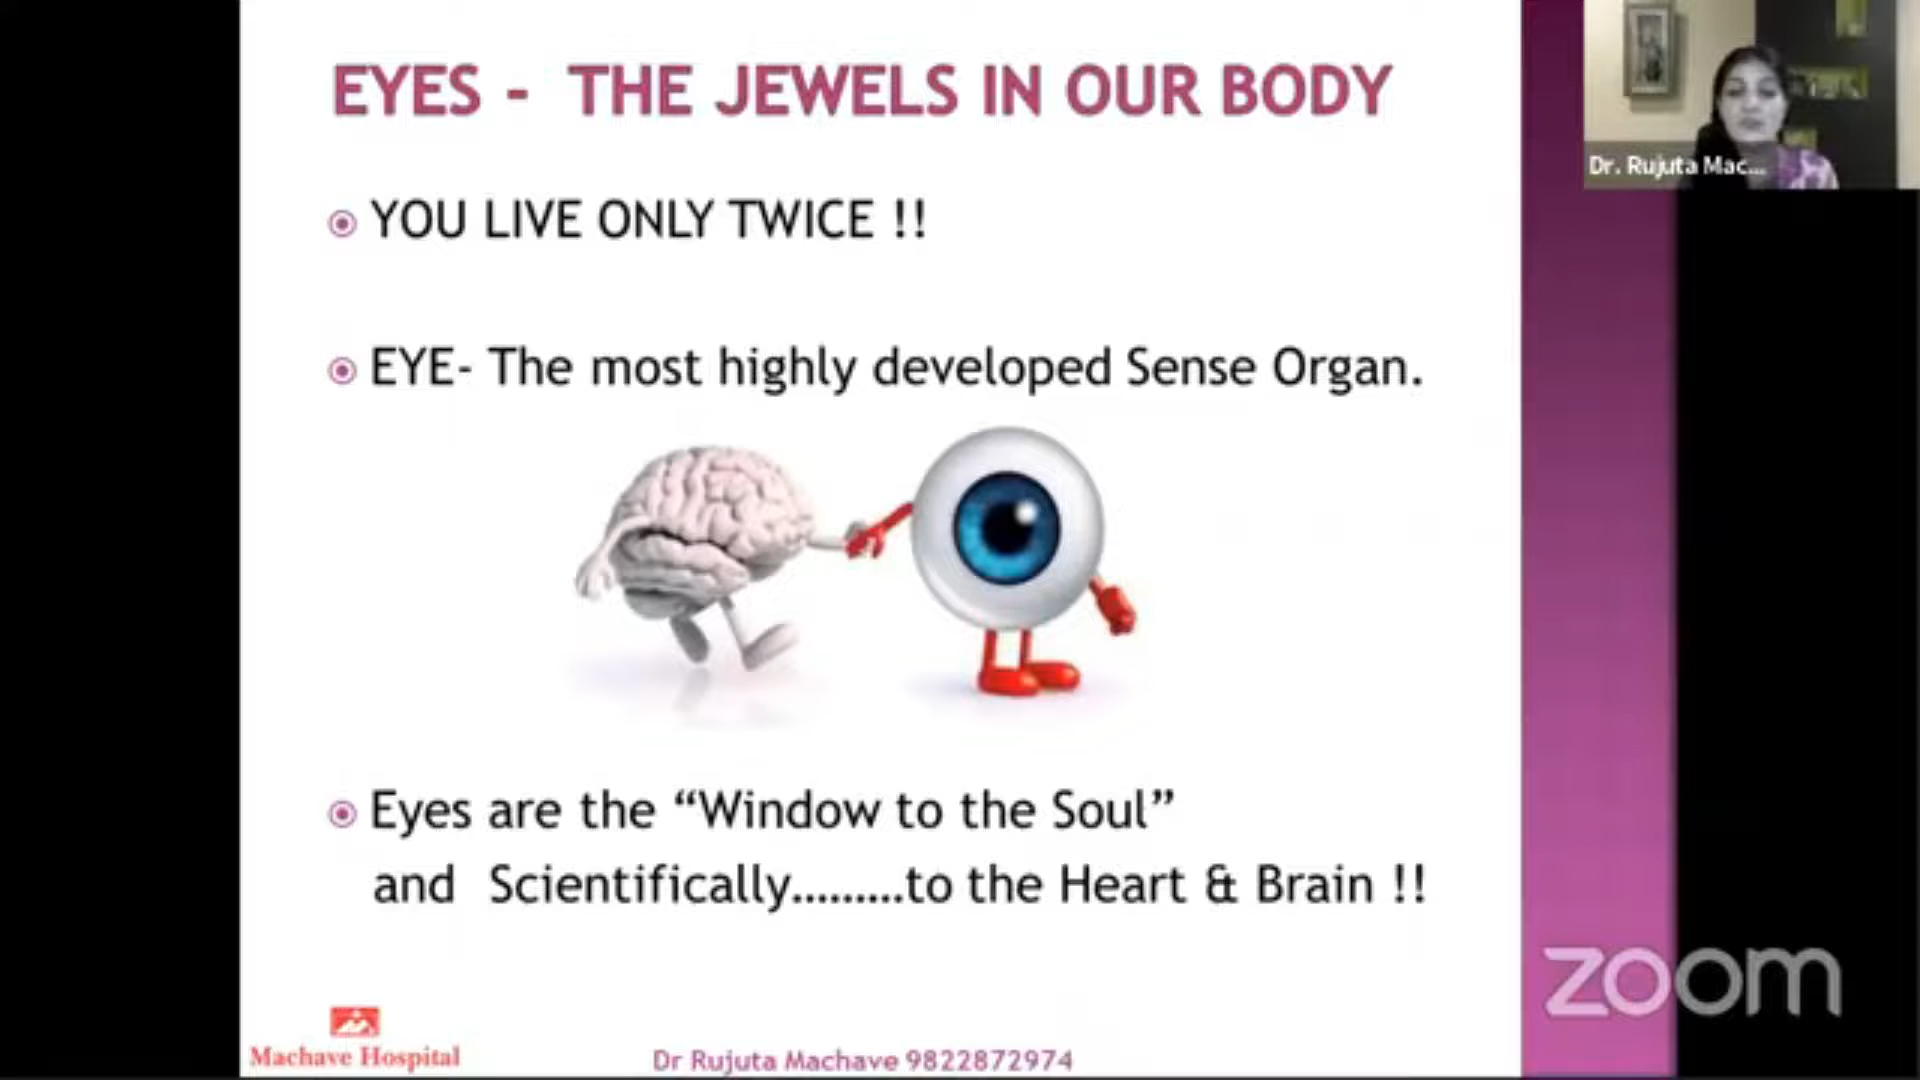 EYES - THE JEWELS IN OUR BODY
YOU LIVE ONLY TWICE !!
EYE- The most highly developed Sense Organ.
Eyes are the “Window to the Soul”
and Scientifically.........to the Heart & Brain !!
Machave Hospital
Dr Rujuta Machave 9822872974
Dr. Rujuta Mac...
zoom